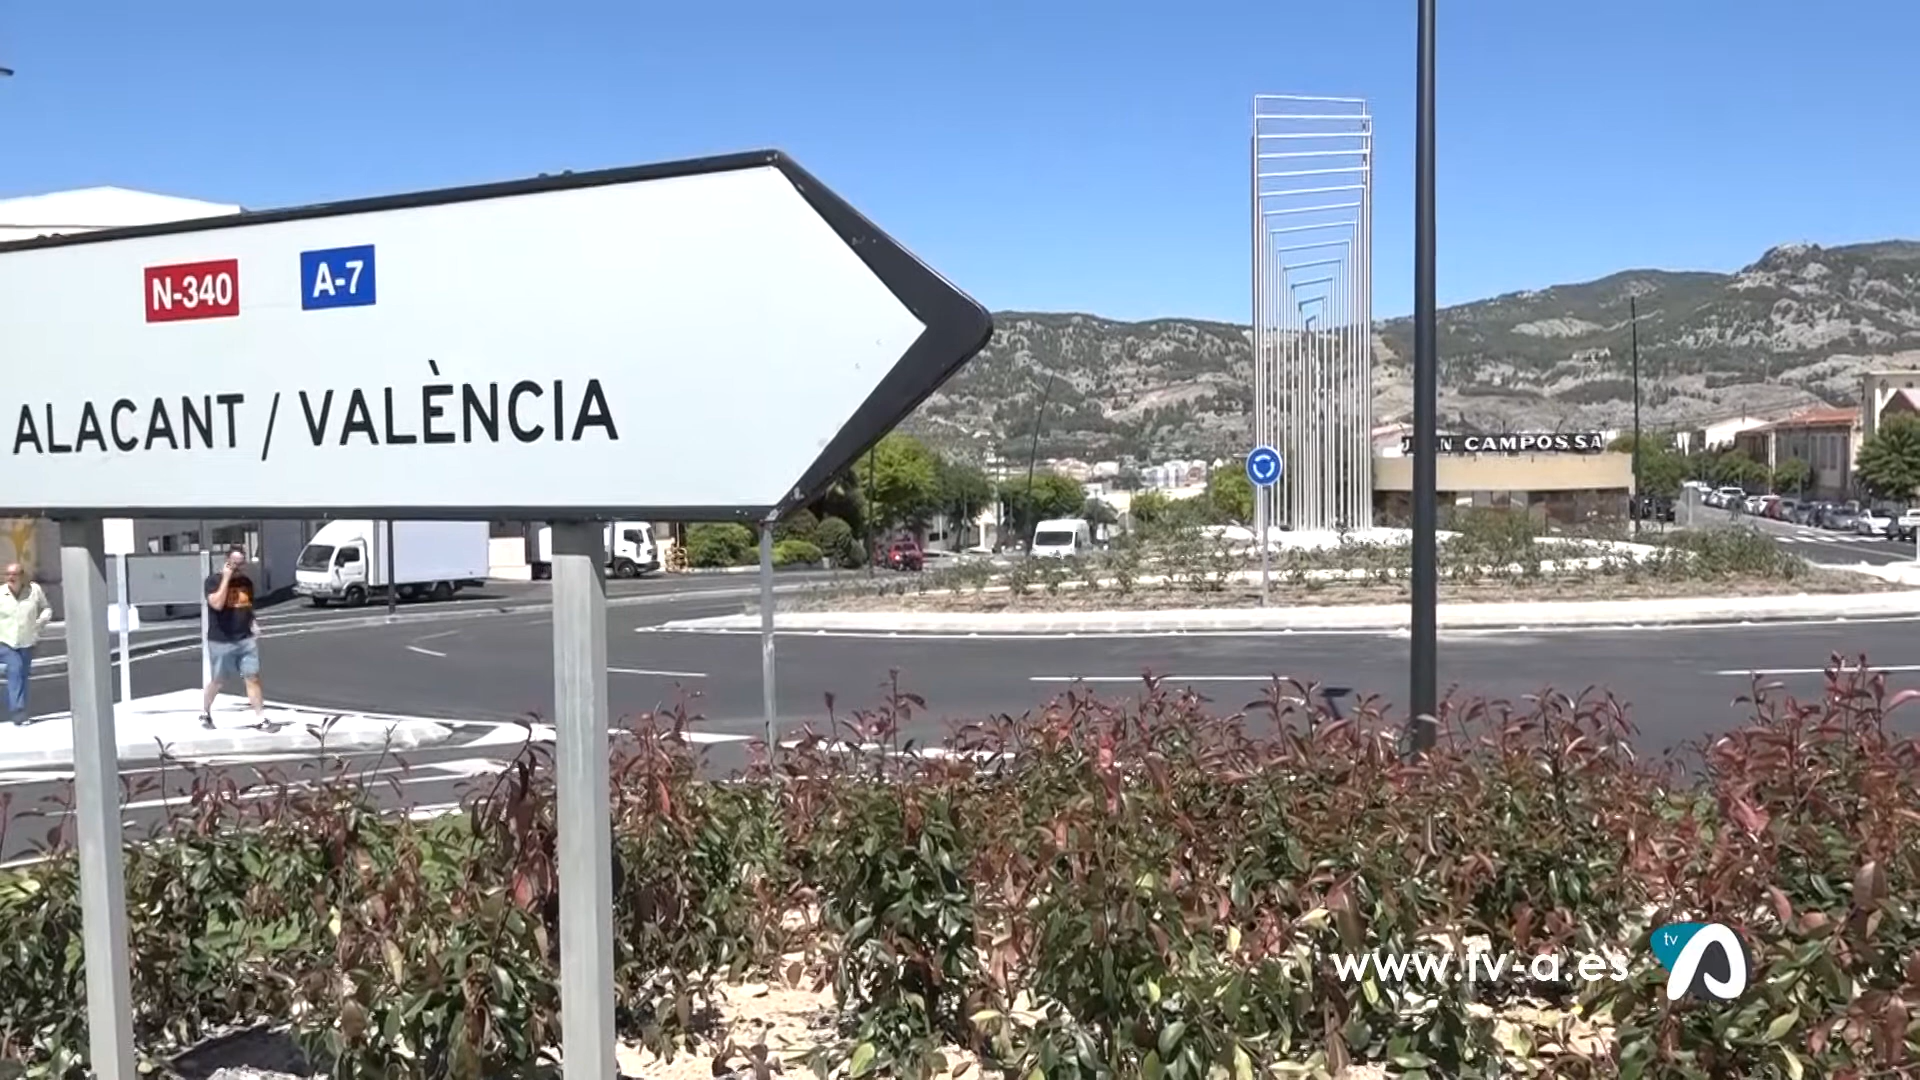 N-340 A-7
ALACANT / VALÈNCIA
CAMPOS, S.A
www.tv-a.es
tv